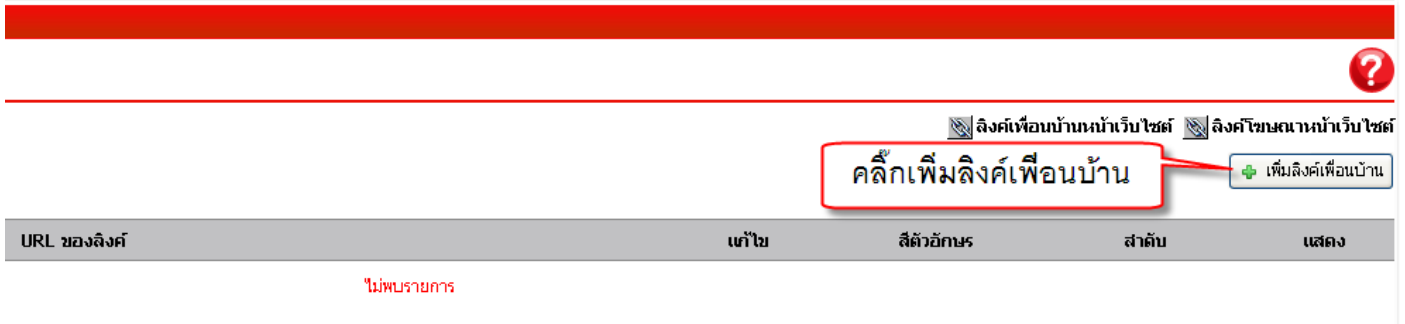 ?
ลิงค์เพื่อนบ้านหน้าเว็บไซต์ ลิงค์โฆษณาหน้าเว็บไซต์
คลิ๊กเพิ่มลิงค์เพื่อนบ้าน
เพิ่มลิงค์เพื่อนบ้าน
URL ของลิงค์ แก้ไข สีตัวอักษร ลำดับ แสดง
ไม่พบรายการ